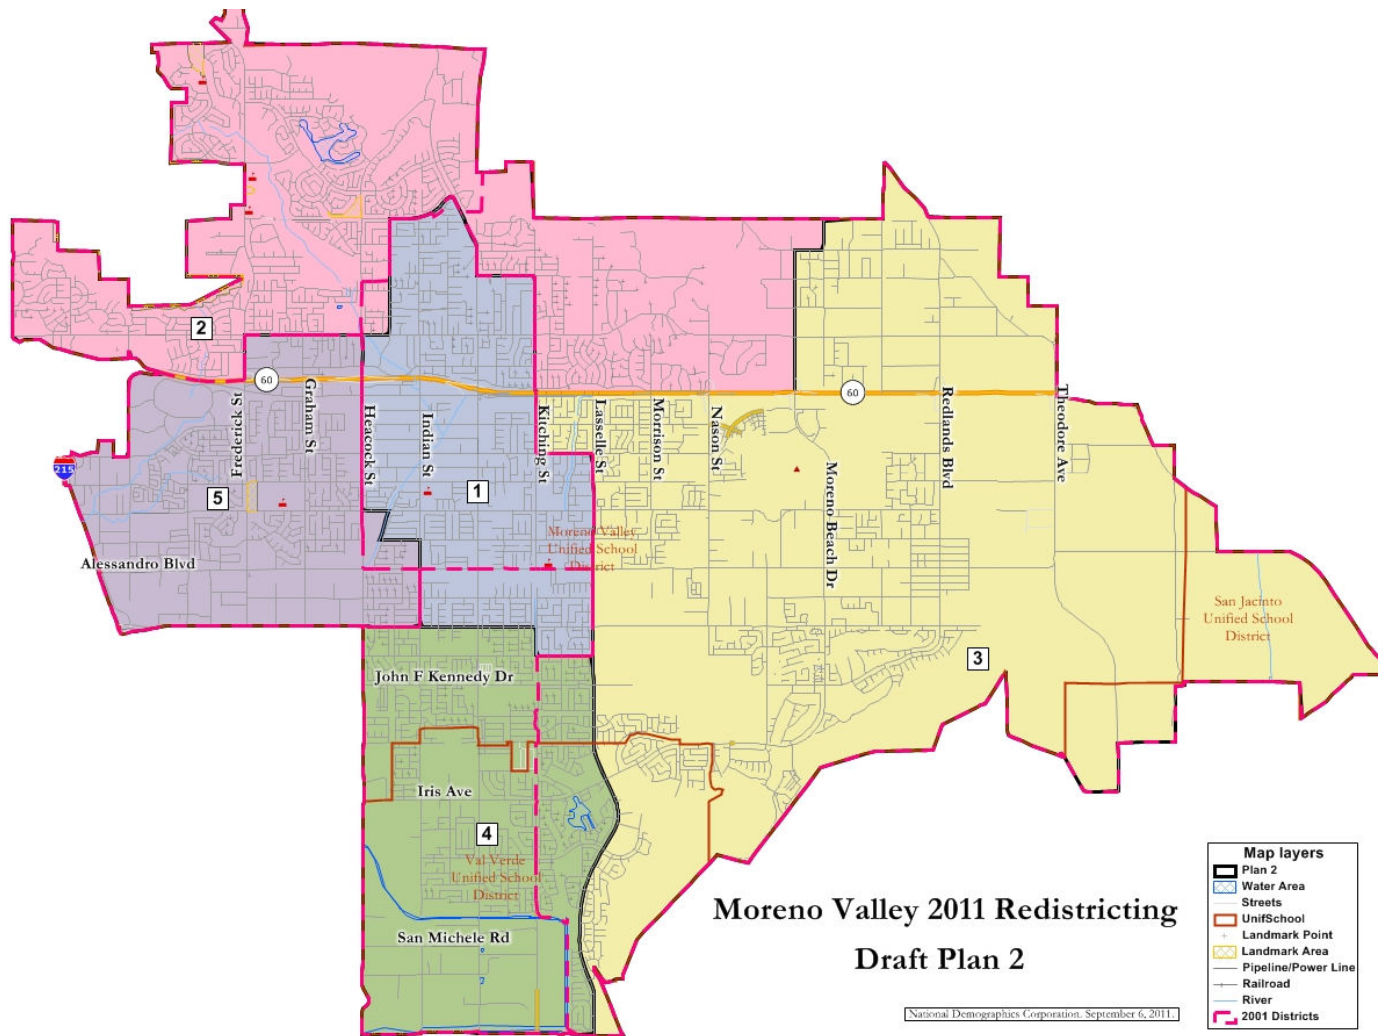 2
60
60
Frederick St
Graham St
Heacock St
Indian St
Kitching St
Lasselle St
Morrison St
Nason St
Moreno Beach Dr
Redlands Blvd
Theodore Ave
215
5
1
Moreno Valley
Unified School
District
Alessandro Blvd
San Jacinto
Unified School
District
3
John F Kennedy Dr
Iris Ave
4
Val Verde
Unified School
District
San Michele Rd
Moreno Valley 2011 Redistricting
Draft Plan 2
National Demographics Corporation, September 6, 2011.
Map layers
Plan 2
Water Area
Streets
UnifSchool
Landmark Point
Landmark Area
Pipeline/Power Line
Railroad
River
2001 Districts